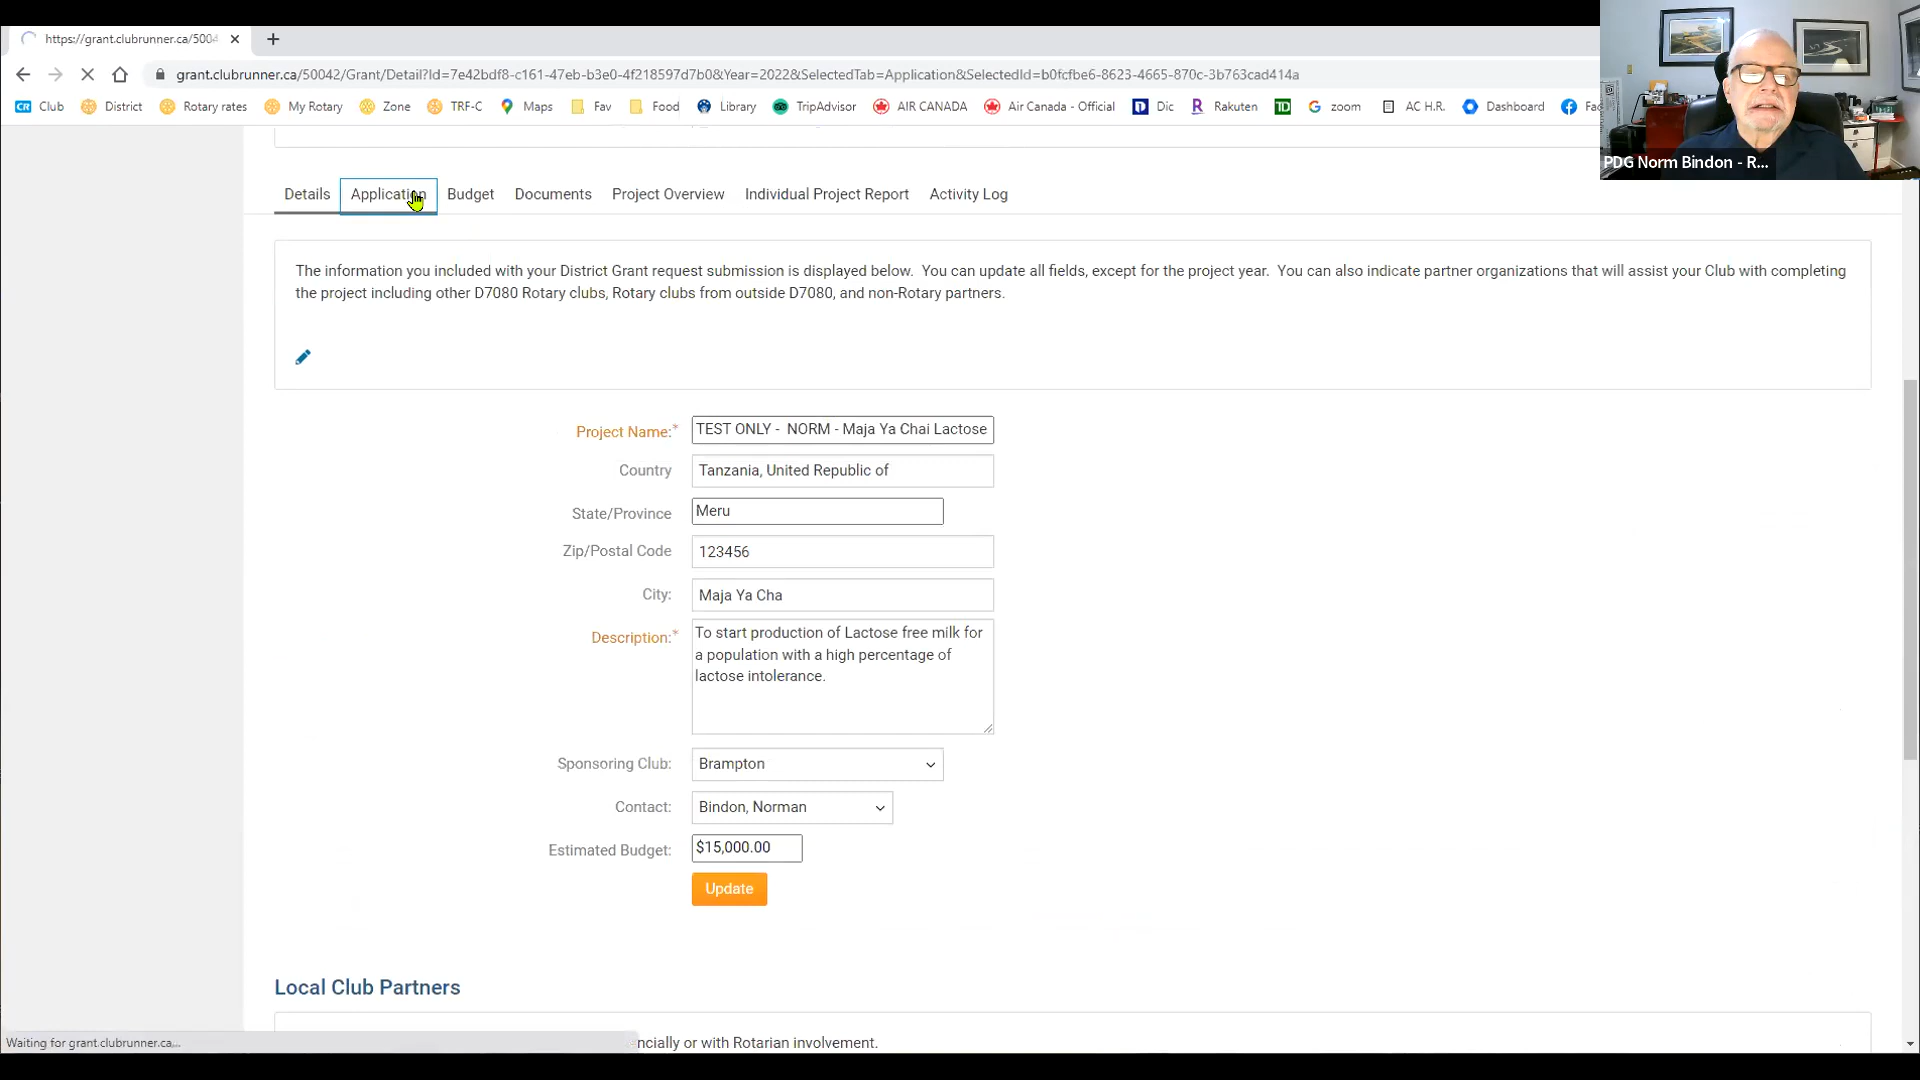 https://grant.clubrunner.ca/5004
grant.clubrunner.ca/50042/Grant/Detail?Id=7e42bdf8-c161-47eb-b3e0-4f218597d7b0&Year=2022&SelectedTab=Application&SelectedId=b0fcfbe6-8623-4665-870c-3b763cad414a
CR Club District Rotary rates My Rotary Zone TRF-C Maps Fav Food Library TripAdvisor AIR CANADA Air Canada - Official Dic Rakuten TD zoom AC H.R. Dashboard
PDG Norm Bindon - R...
Details Application Budget Documents Project Overview Individual Project Report Activity Log
The information you included with your District Grant request submission is displayed below. You can update all fields, except for the project year. You can also indicate partner organizations that will assist your Club with completing
the project including other D7080 Rotary clubs, Rotary clubs from outside D7080, and non-Rotary partners.
Project Name:* TEST ONLY - NORM - Maja Ya Chai Lactose
Country Tanzania, United Republic of
State/Province Meru
Zip/Postal Code 123456
City: Maja Ya Cha
Description:* To start production of Lactose free milk for
a population with a high percentage of
lactose intolerance.
Sponsoring Club: Brampton
Contact: Bindon, Norman
Estimated Budget: $15,000.00
Update
Local Club Partners
Waiting for grant.clubrunner.ca... ncially or with Rotarian involvement.